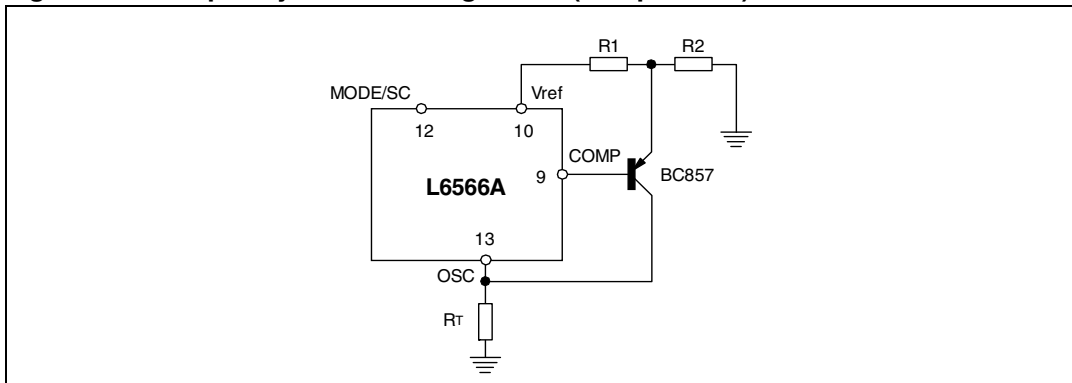 R1
R2
MODE/SC
Vref
12
10
COMP
9
BC857
L6566A
13
OSC
RT